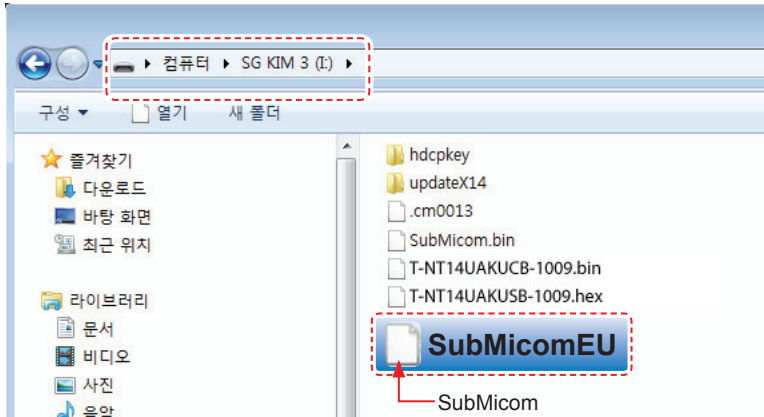 컴퓨터 SG KIM 3 (I:)
구성 열기 새 폴더
즐겨찾기
다운로드
바탕 화면
최근 위치
라이브러리
문서
비디오
사진
음악
hdcpkey
updateX14
.cm0013
SubMicom.bin
T-NT14UAKUCB-1009.bin
T-NT14UAKUSB-1009.hex
SubMicomEU
SubMicom